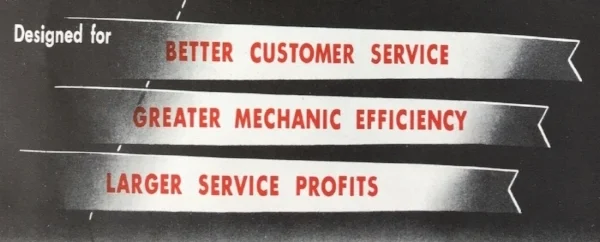 Designed for
BETTER CUSTOMER SERVICE
GREATER MECHANIC EFFICIENCY
LARGER SERVICE PROFITS